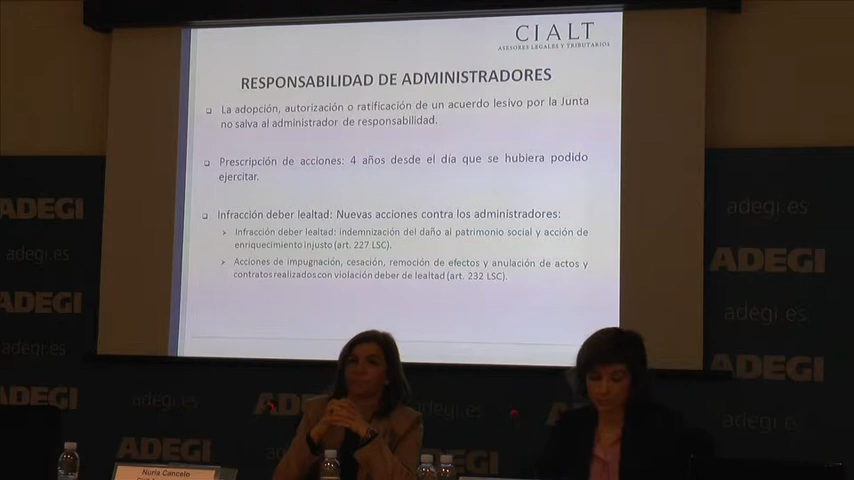 CIALT
ASESORES LEGALES Y TRIBUTARIOS
RESPONSABILIDAD DE ADMINISTRADORES
❑ La adopción, autorización o ratificación de un acuerdo lesivo por la Junta
no salva al administrador de responsabilidad.
❑ Prescripción de acciones: 4 años desde el día que se hubiera podido
ejercitar.
❑ Infracción deber lealtad: Nuevas acciones contra los administradores:
➢ Infracción deber lealtad: indemnización del daño al patrimonio social y acción de
enriquecimiento injusto (art. 227 LSC).
➢ Acciones de impugnación, cesación, remoción de efectos y anulación de actos y
contratos realizados con violación deber de lealtad (art. 232 LSC).
ADEGI
adegi.es
ADEGI
adegi.es
ADEGI
adegi.es
ADEGI
adegi.es
ADEGI
adegi.es
ADEGI
adegi.es
ADEGI
adegi.es
Nuria Cancelo